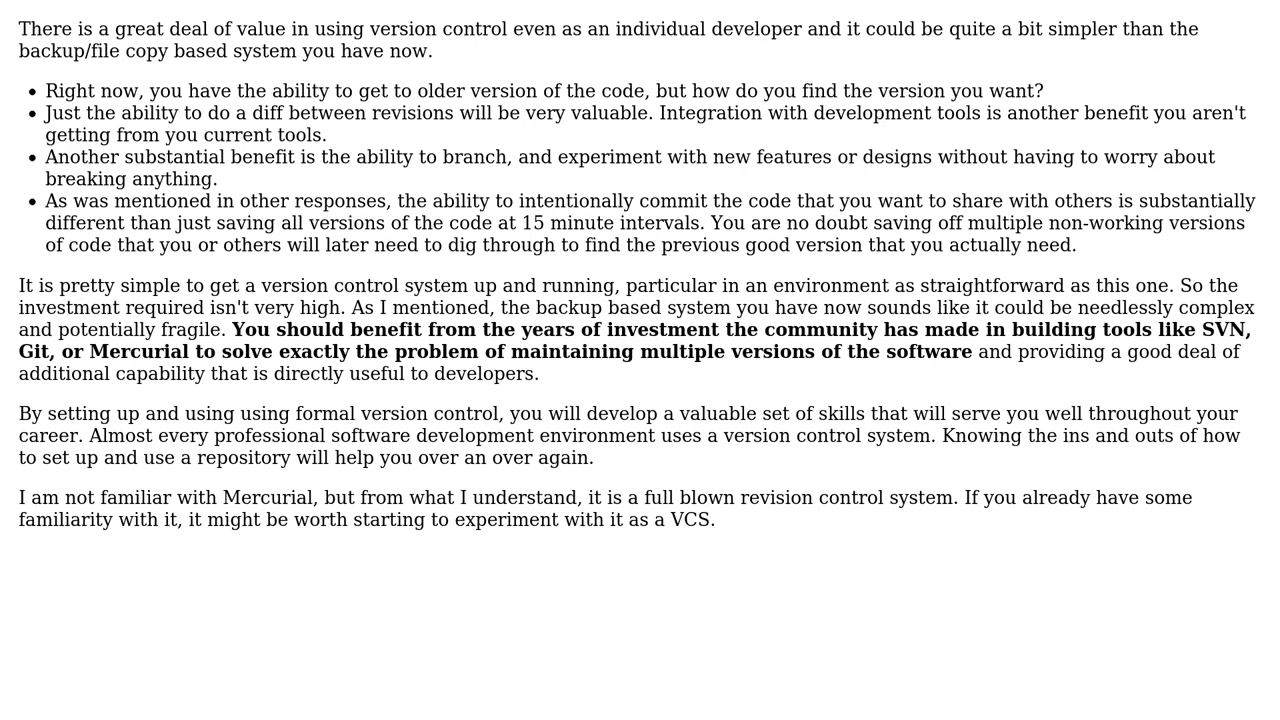 There is a great deal of value in using version control even as an individual developer and it could be quite a bit simpler than the
backup/file copy based system you have now.
• Right now, you have the ability to get to older version of the code, but how do you find the version you want?
• Just the ability to do a diff between revisions will be very valuable. Integration with development tools is another benefit you aren't
getting from you current tools.
• Another substantial benefit is the ability to branch, and experiment with new features or designs without having to worry about
breaking anything.
• As was mentioned in other responses, the ability to intentionally commit the code that you want to share with others is substantially
different than just saving all versions of the code at 15 minute intervals. You are no doubt saving off multiple non-working versions
of code that you or others will later need to dig through to find the previous good version that you actually need.
It is pretty simple to get a version control system up and running, particular in an environment as straightforward as this one. So the
investment required isn't very high. As I mentioned, the backup based system you have now sounds like it could be needlessly complex
and potentially fragile. You should benefit from the years of investment the community has made in building tools like SVN,
Git, or Mercurial to solve exactly the problem of maintaining multiple versions of the software and providing a good deal of
additional capability that is directly useful to developers.
By setting up and using using formal version control, you will develop a valuable set of skills that will serve you well throughout your
career. Almost every professional software development environment uses a version control system. Knowing the ins and outs of how
to set up and use a repository will help you over an over again.
I am not familiar with Mercurial, but from what I understand, it is a full blown revision control system. If you already have some
familiarity with it, it might be worth starting to experiment with it as a VCS.